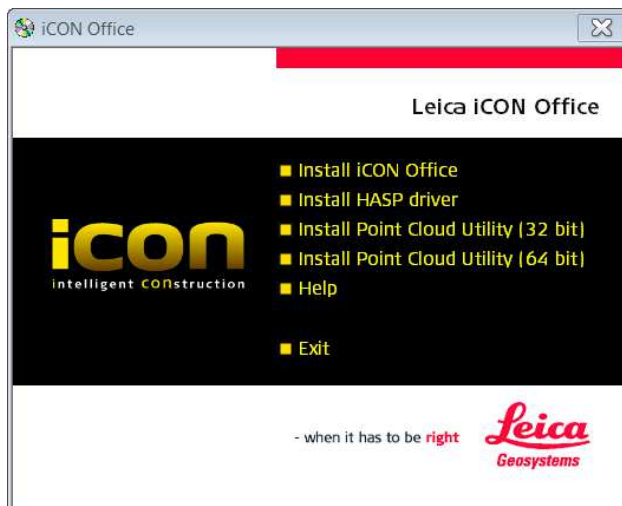 iCON Office
Leica iCON Office
Install iCON Office
Install HASP driver
Install Point Cloud Utility (32 bit)
Install Point Cloud Utility (64 bit)
Help
Exit
icon
intelligent construction
- when it has to be right
Leica
Geosystems